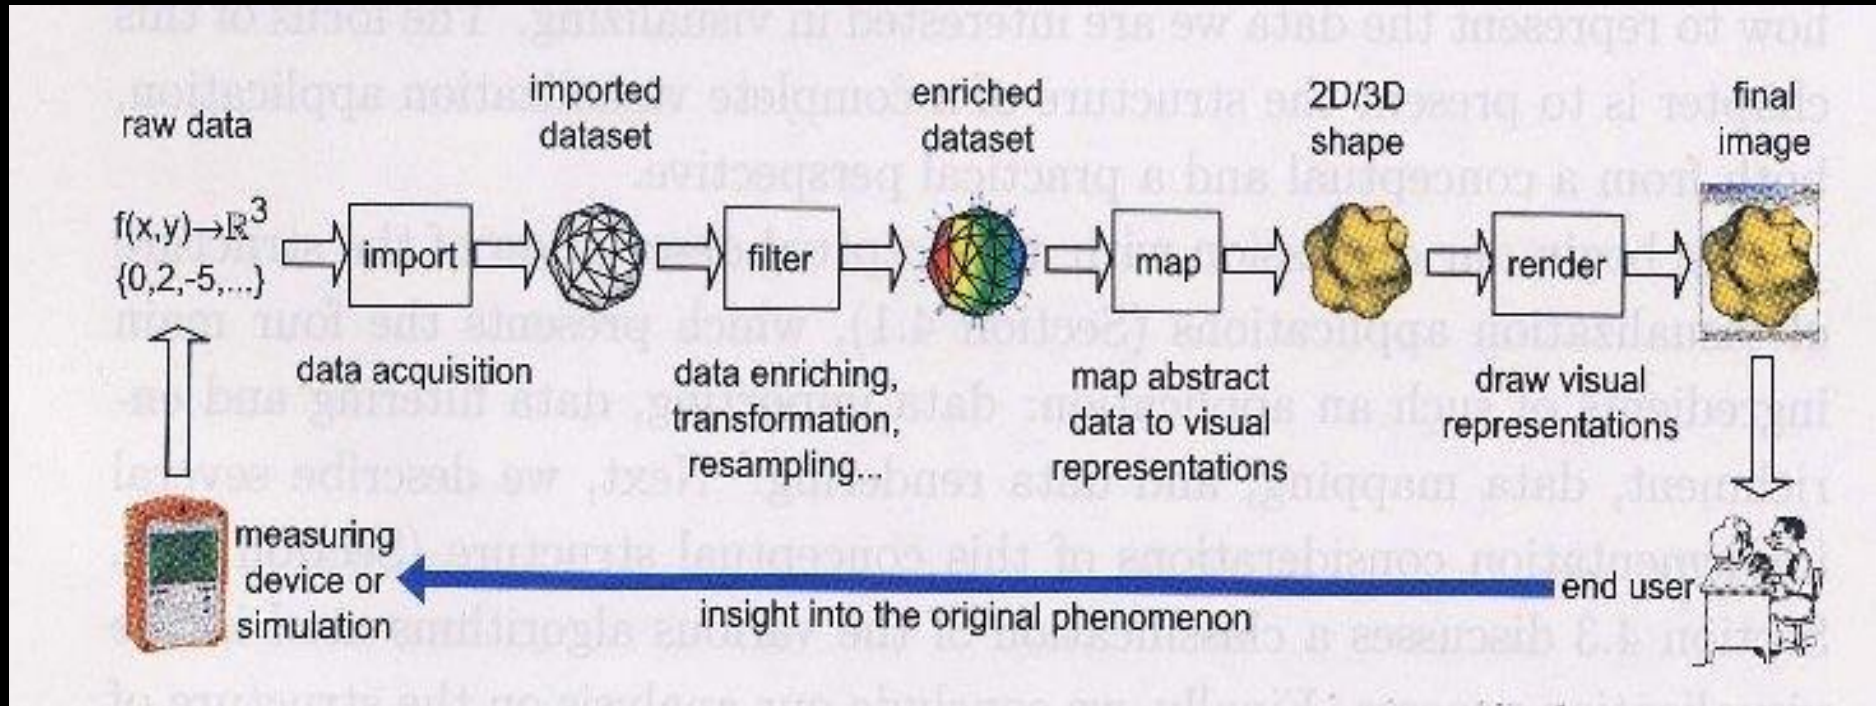 raw data
imported
dataset
enriched
dataset
2D/3D
shape
final
image
f(x,y)→ℝ³
{0,2,-5,...}
import
filter
map
render
data acquisition
data enriching,
transformation,
resampling...
map abstract
data to visual
representations
draw visual
representations
measuring
device or
simulation
insight into the original phenomenon
end user